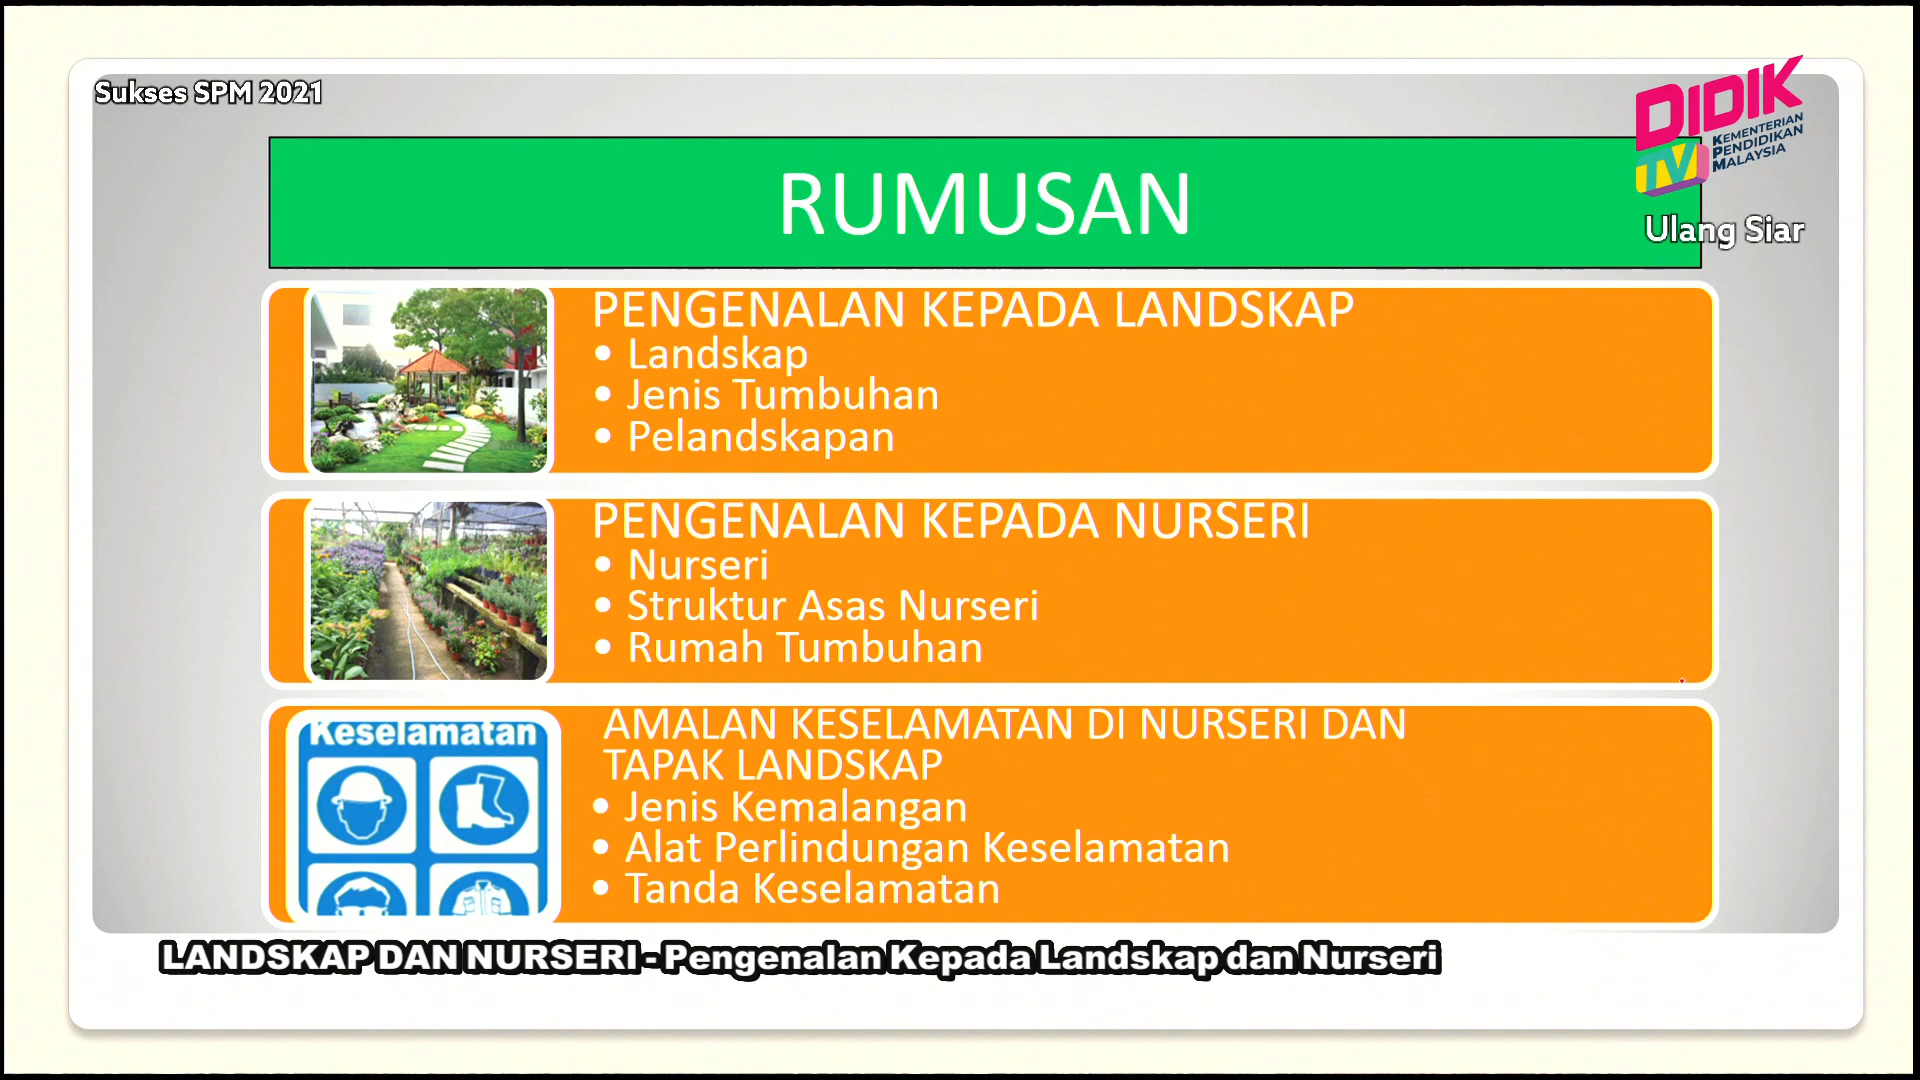 Sukses SPM 2021
DIDIK
TV
KEMENTERIAN
PENDIDIKAN
MALAYSIA
Ulang Siar
RUMUSAN
PENGENALAN KEPADA LANDSKAP
• Landskap
• Jenis Tumbuhan
• Pelandskapan
PENGENALAN KEPADA NURSERI
• Nurseri
• Struktur Asas Nurseri
• Rumah Tumbuhan
Keselamatan
AMALAN KESELAMATAN DI NURSERI DAN
TAPAK LANDSKAP
• Jenis Kemalangan
• Alat Perlindungan Keselamatan
• Tanda Keselamatan
LANDSKAP DAN NURSERI - Pengenalan Kepada Landskap dan Nurseri